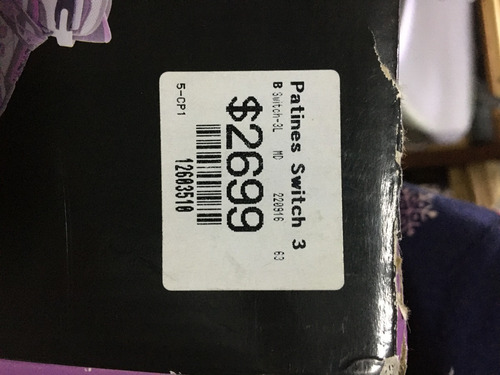 Patines Switch 3
B Switch-3L MD 220916 63
$2699
12603510
5-CP1